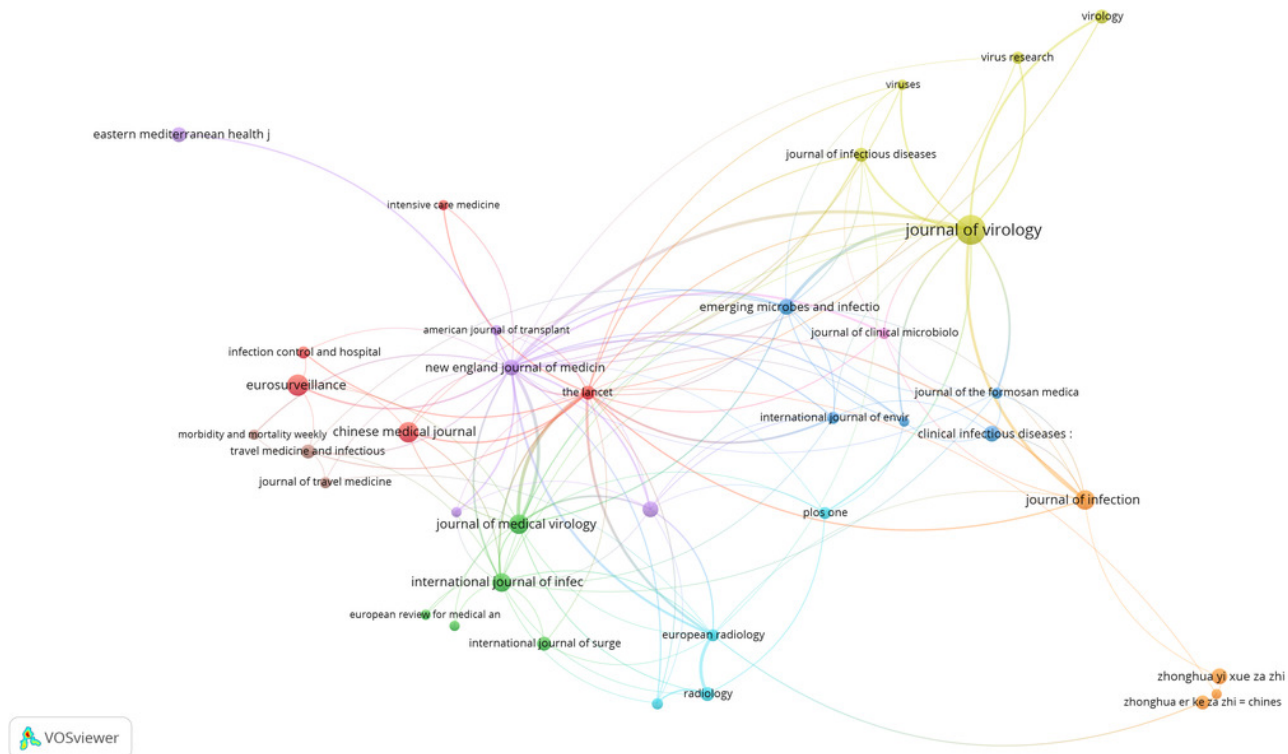 virology
virus research
viruses
eastern mediterranean health j
journal of infectious diseases
intensive care medicine
journal of virology
emerging microbes and infectio
american journal of transplant
journal of clinical microbiolo
infection control and hospital
new england journal of medicin
eurosurveillance
the lancet
journal of the formosan medica
international journal of envir
chinese medical journal
clinical infectious diseases :
morbidity and mortality weekly
travel medicine and infectious
journal of travel medicine
journal of infection
plos one
journal of medical virology
international journal of infec
european review for medical an
european radiology
international journal of surge
zhonghua yi xue za zhi
radiology
zhonghua er ke za zhi = chines
VOSviewer